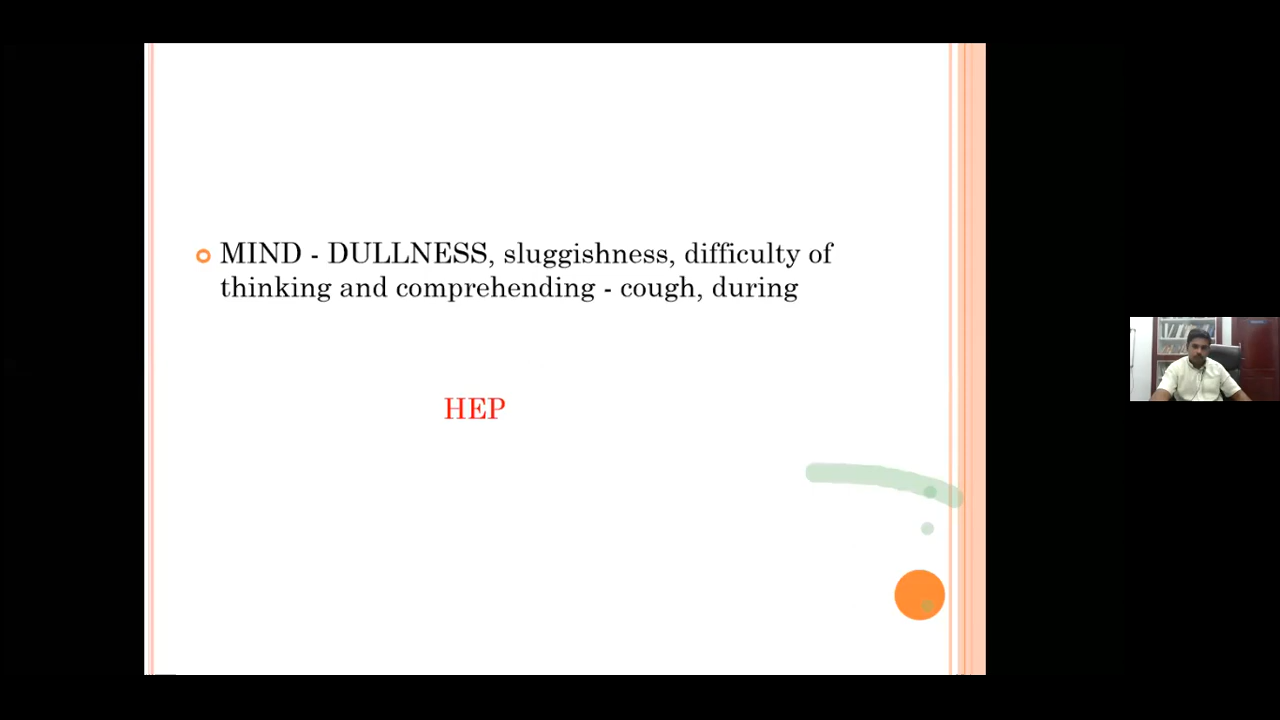 MIND - DULLNESS, sluggishness, difficulty of
thinking and comprehending - cough, during
HEP